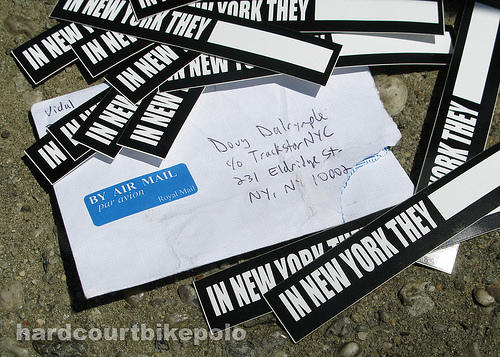 IN NEW YORK THEY
IN NEW
IN NEW
IN NEW YORK
IN NEW
IN NEW
IN NEW
IN
Vidal
Doug Dalrymple
c/o TrackstarNYC
231 Eldridge St.
NY, NY 10002
BY AIR MAIL
par avion
Royal Mail
ORK THEY
IN NEW YORK THEY
IN NEW YORK THEY
hardcourtbikepolo